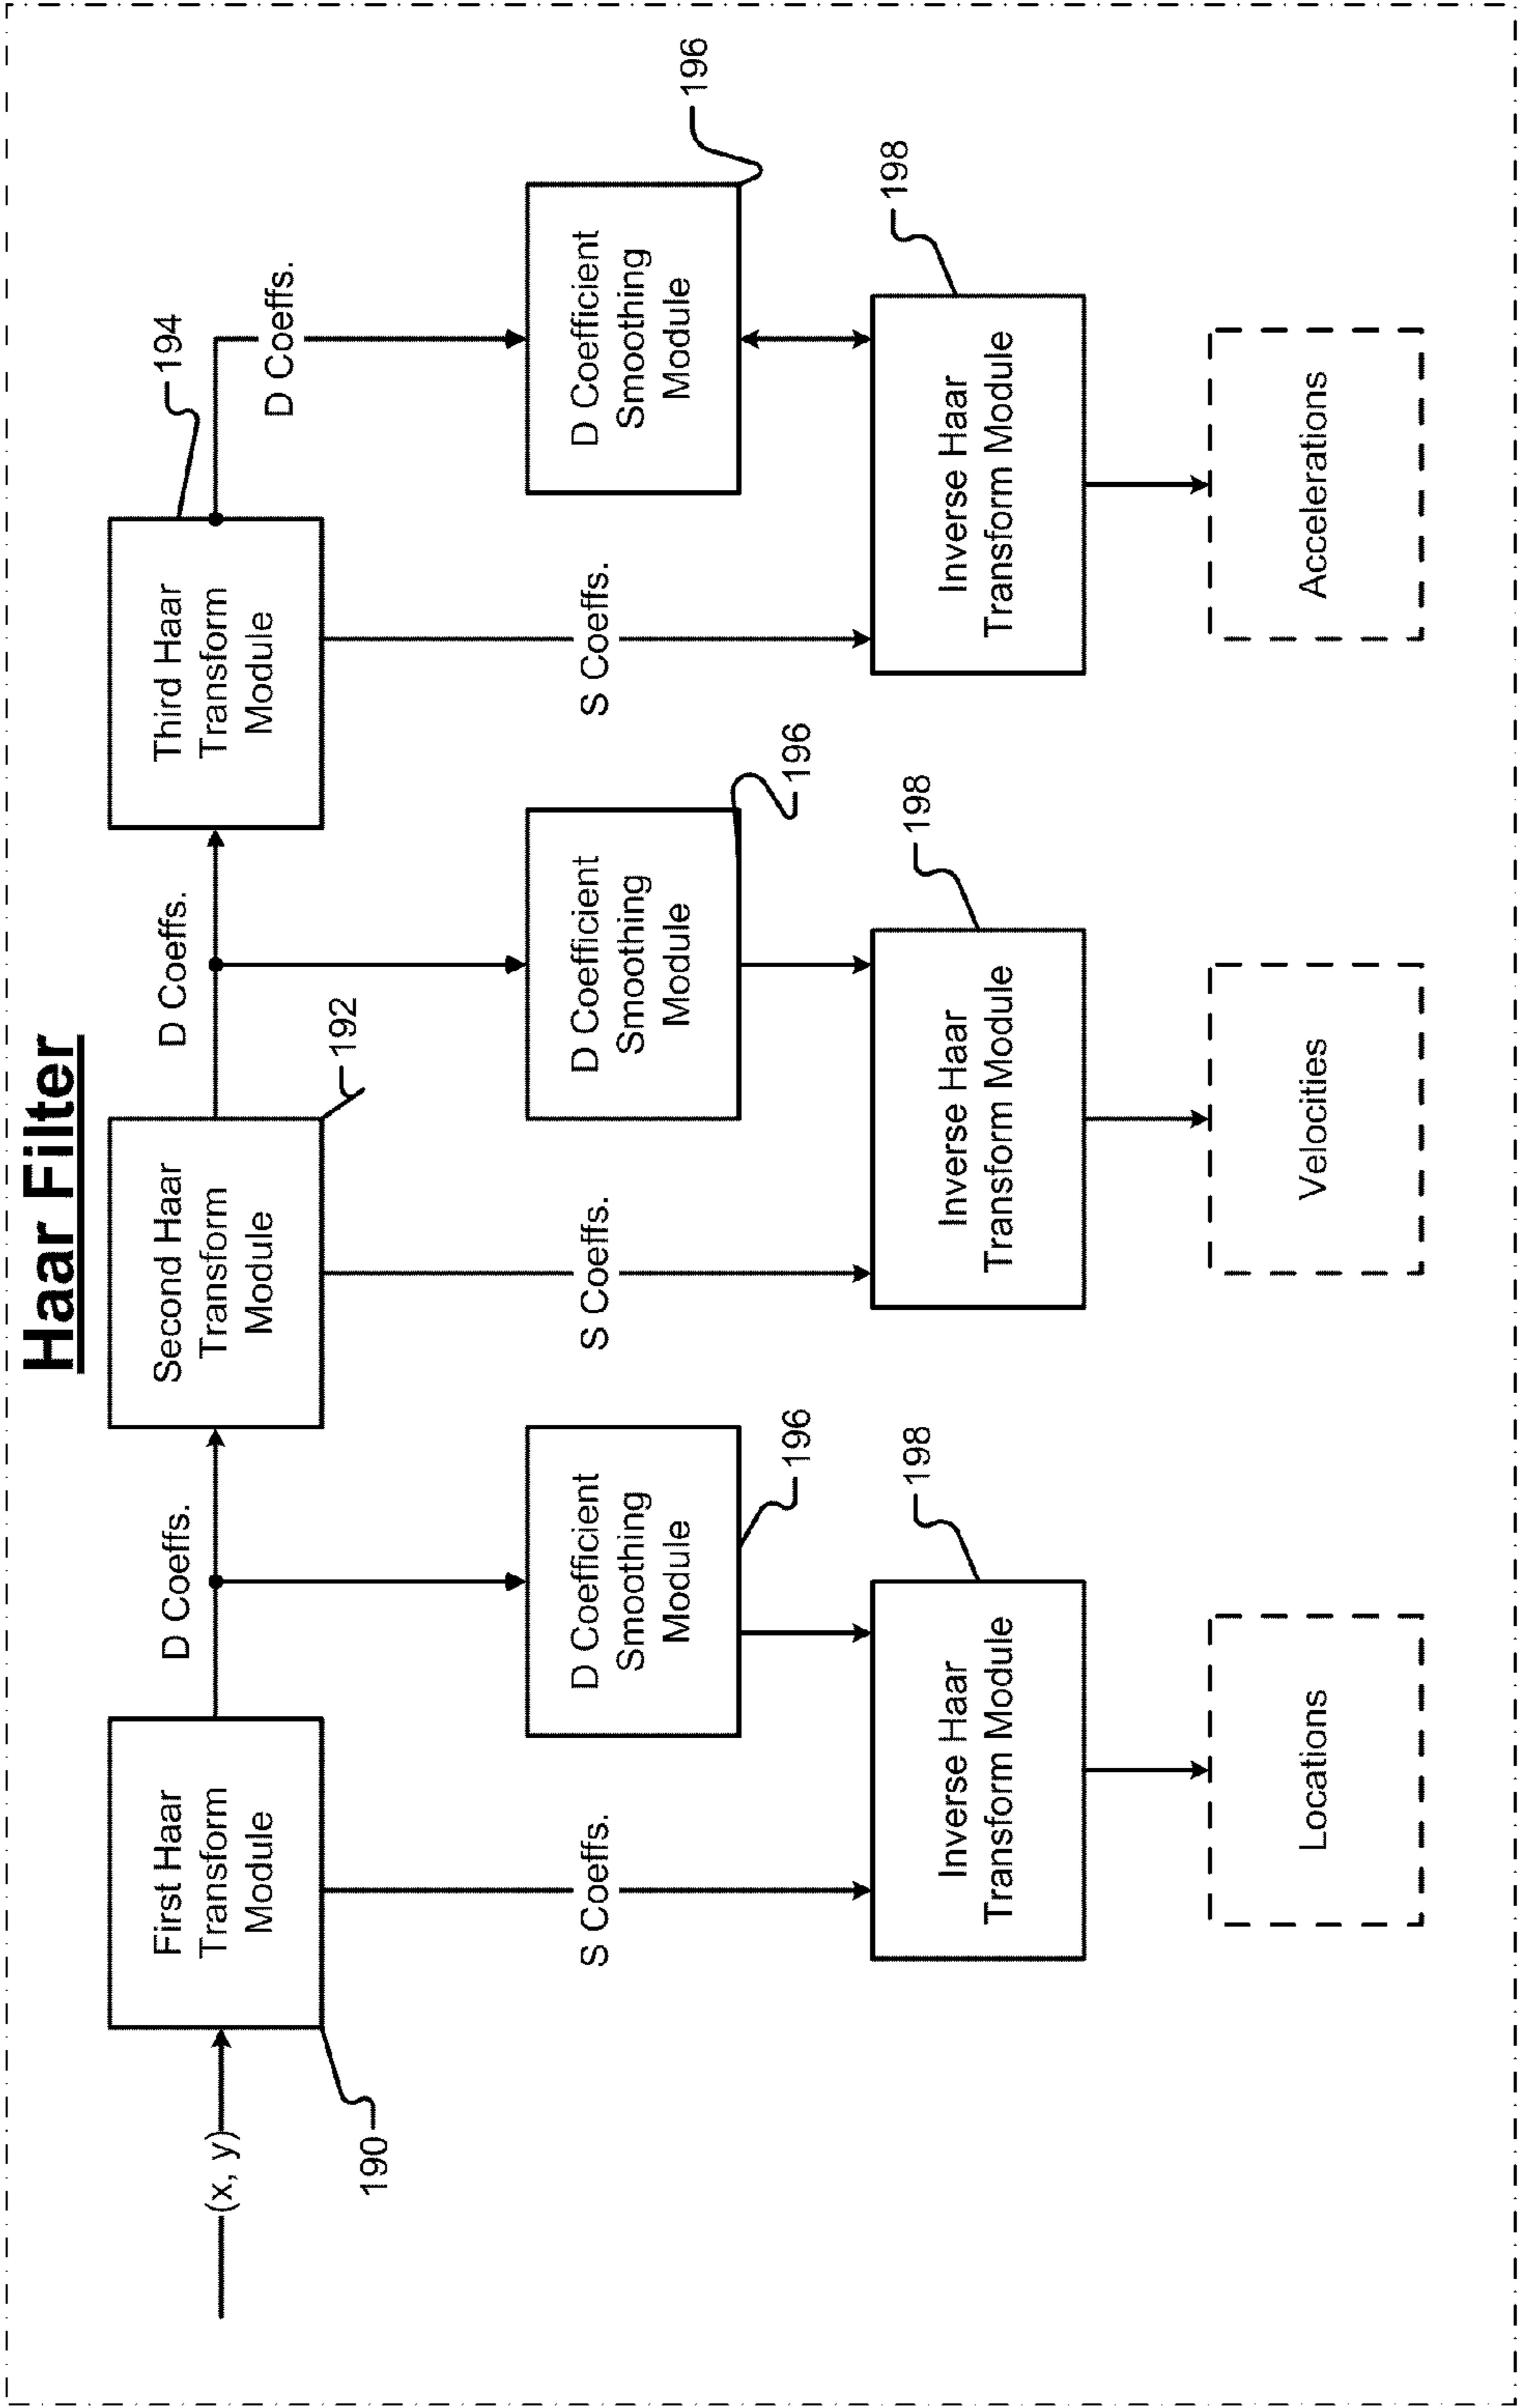 Haar Filter
(x, y)
First Haar
Transform
Module
190
D Coeffs.
Second Haar
Transform
Module
192
D Coeffs.
Third Haar
Transform
Module
194
D Coeffs.
S Coeffs.
D Coefficient
Smoothing
Module
196
S Coeffs.
D Coefficient
Smoothing
Module
196
S Coeffs.
D Coefficient
Smoothing
Module
196
Inverse Haar
Transform Module
198
Inverse Haar
Transform Module
198
Inverse Haar
Transform Module
198
Locations
Velocities
Accelerations